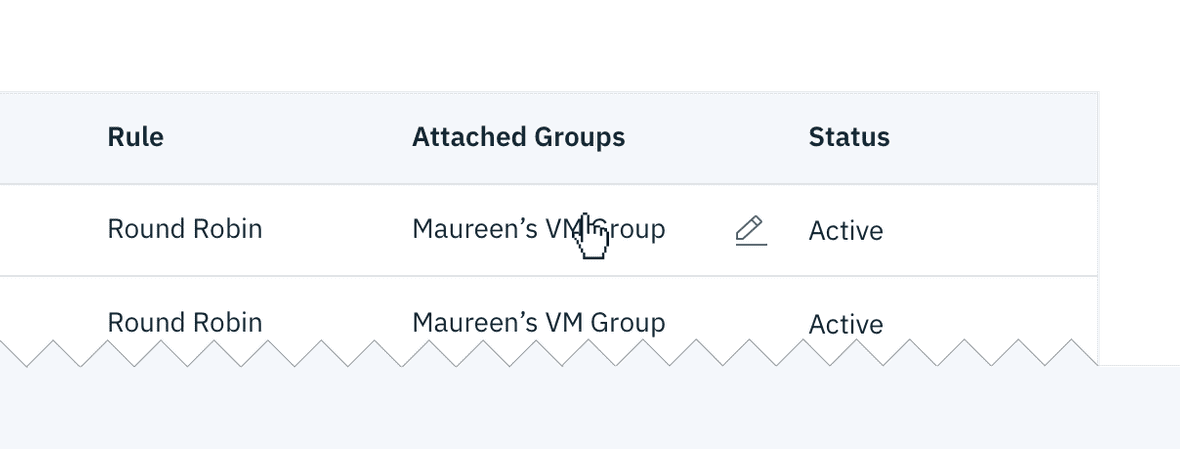 Rule Attached Groups Status
Round Robin Maureen’s VM Group Active
Round Robin Maureen’s VM Group Active